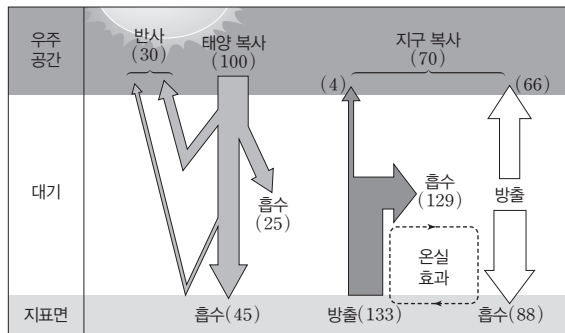 우주
공간
반사
(30)
태양 복사
(100)
지구 복사
(70)
(4)
(66)
대기
흡수
(25)
흡수
(129)
방출
온실
효과
지표면
흡수(45)
방출(133)
흡수(88)